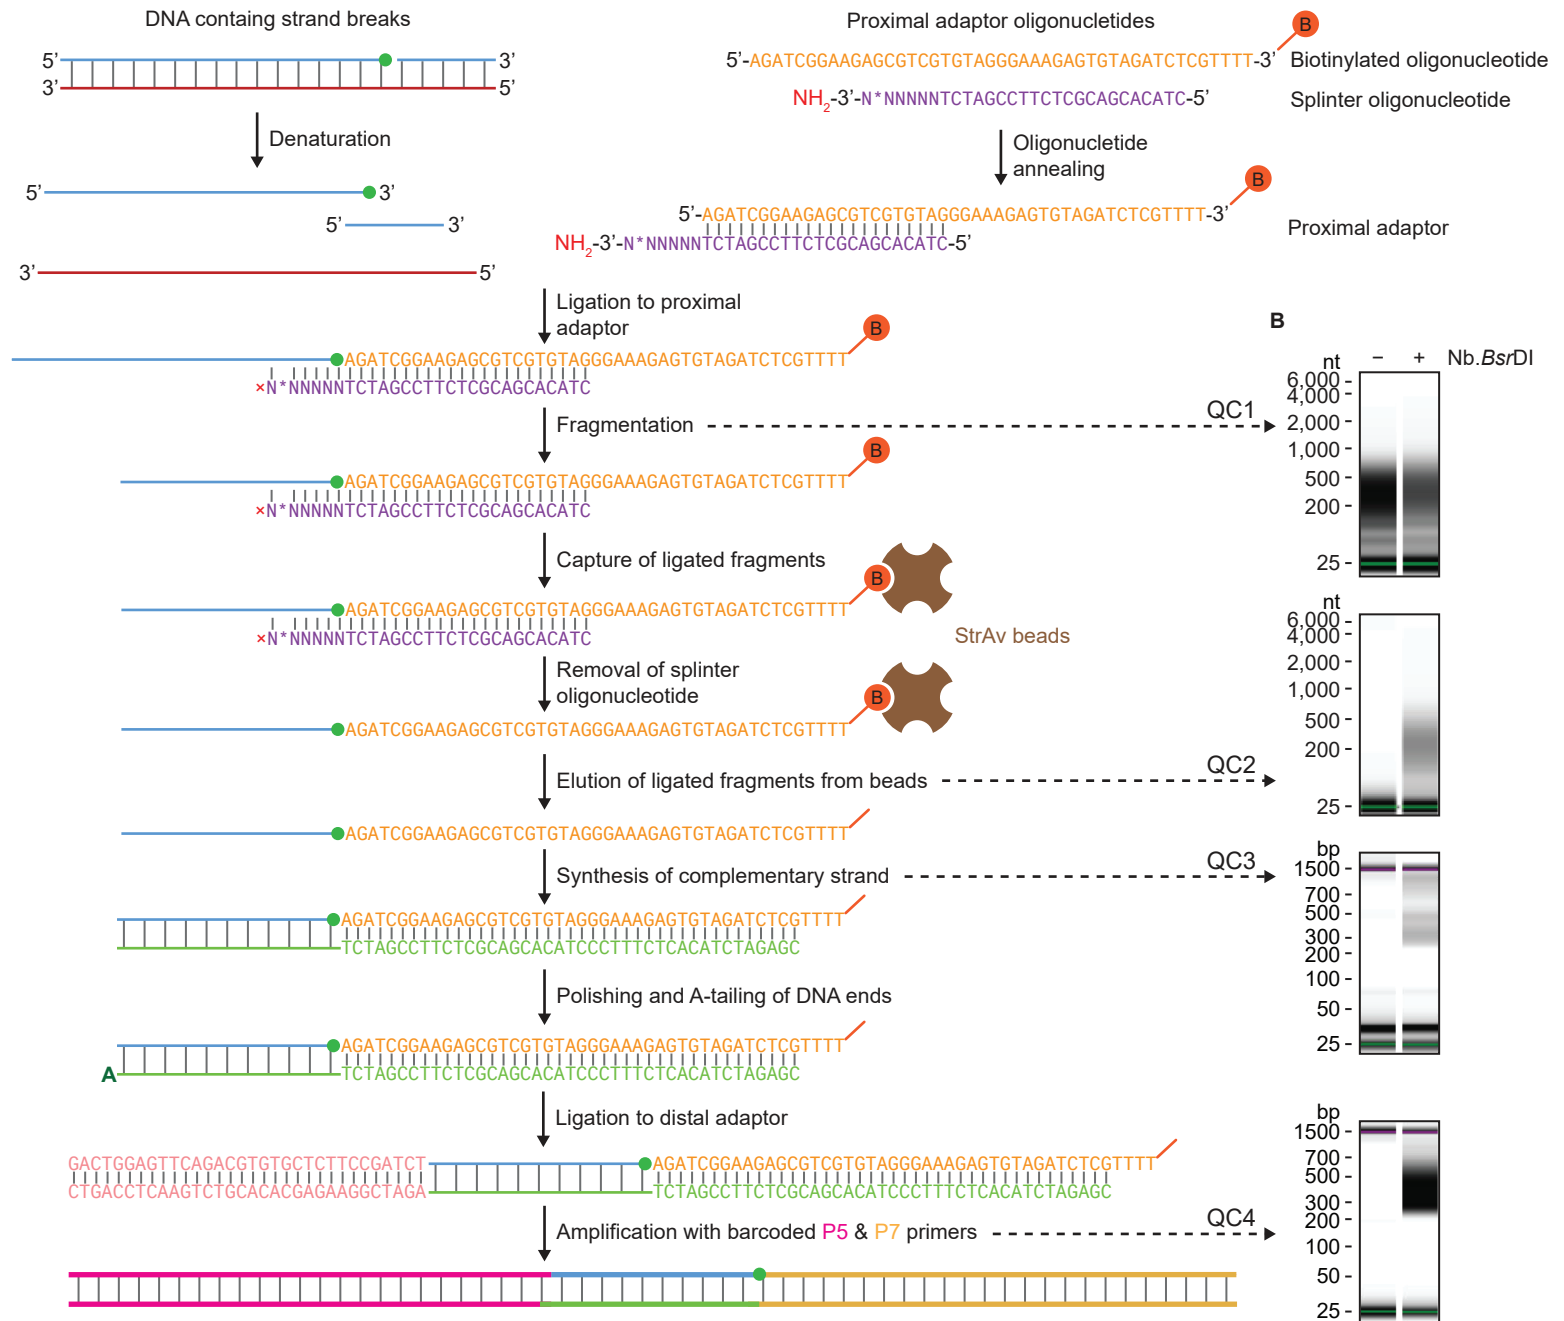 DNA containg strand breaks
5’
3’
3’
5’
Denaturation
5’
3’
5’
3’
3’
5’
Proximal adaptor oligonucletides
B
5’-AGATCGGAAGAGCGTCGTGTAGGGAAAGAGTGTAGATCTCGTTTT-3’
Biotinylated oligonucleotide
NH2-3’-N*NNNNNTCTAGCCTTCTCGCAGCACATC-5’
Splinter oligonucleotide
Oligonucletide
annealing
B
5’-AGATCGGAAGAGCGTCGTGTAGGGAAAGAGTGTAGATCTCGTTTT-3’
NH2-3’-N*NNNNNTCTAGCCTTCTCGCAGCACATC-5’
Proximal adaptor
Ligation to proximal
adaptor
B
AGATCGGAAGAGCGTCGTGTAGGGAAAGAGTGTAGATCTCGTTTT
×N*NNNNNTCTAGCCTTCTCGCAGCACATC
Fragmentation
QC1
B
AGATCGGAAGAGCGTCGTGTAGGGAAAGAGTGTAGATCTCGTTTT
×N*NNNNNTCTAGCCTTCTCGCAGCACATC
Capture of ligated fragments
B
AGATCGGAAGAGCGTCGTGTAGGGAAAGAGTGTAGATCTCGTTTT
×N*NNNNNTCTAGCCTTCTCGCAGCACATC
StrAv beads
Removal of splinter
oligonucleotide
B
AGATCGGAAGAGCGTCGTGTAGGGAAAGAGTGTAGATCTCGTTTT
Elution of ligated fragments from beads
QC2
AGATCGGAAGAGCGTCGTGTAGGGAAAGAGTGTAGATCTCGTTTT
Synthesis of complementary strand
QC3
AGATCGGAAGAGCGTCGTGTAGGGAAAGAGTGTAGATCTCGTTTT
TCTAGCCTTCTCGCAGCACATCCCTTTCTCACATCTAGAGC
Polishing and A-tailing of DNA ends
AGATCGGAAGAGCGTCGTGTAGGGAAAGAGTGTAGATCTCGTTTT
A
TCTAGCCTTCTCGCAGCACATCCCTTTCTCACATCTAGAGC
Ligation to distal adaptor
GACTGGAGTTCAGACGTGTGCTCTTCCGATCT
AGATCGGAAGAGCGTCGTGTAGGGAAAGAGTGTAGATCTCGTTTT
CTGACCTCAAGTCTGCACACGAGAAGGCTAGA
TCTAGCCTTCTCGCAGCACATCCCTTTCTCACATCTAGAGC
Amplification with barcoded P5 & P7 primers
QC4
B
nt
− + Nb.BsrDI
6,000
4,000
2,000
1,000
500
200
25
nt
6,000
4,000
2,000
1,000
500
200
25
bp
1500
700
500
300
200
100
50
25
bp
1500
700
500
300
200
100
50
25